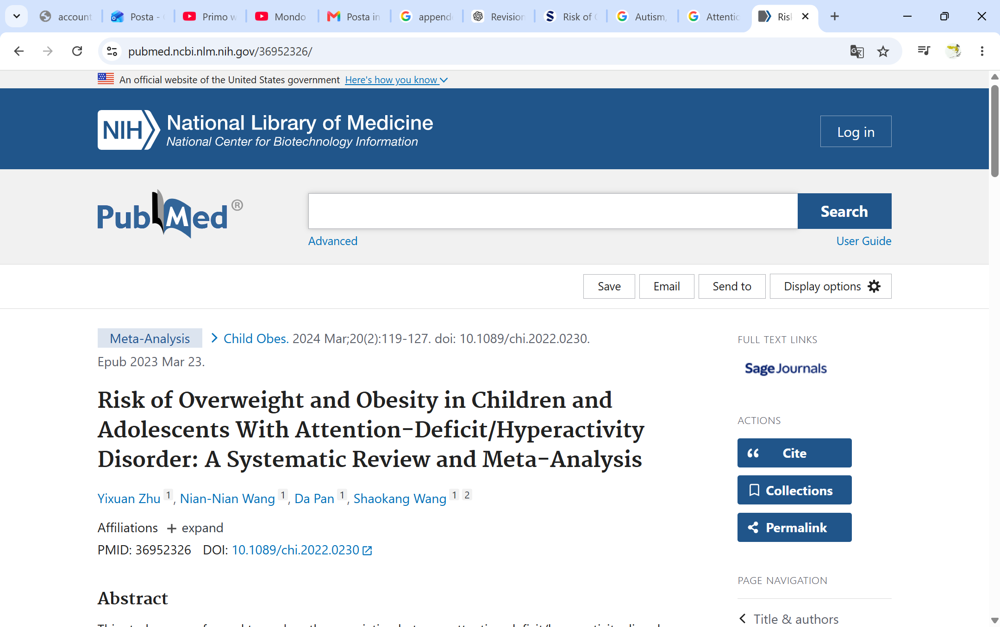 account
Posta - 
Primo w
Mondo
Posta in
append
Revision
Risk of
Autism,
Attentic
Ris
pubmed.ncbi.nlm.nih.gov/36952326/
An official website of the United States government Here's how you know
NIH National Library of Medicine
National Center for Biotechnology Information
Log in
PubMed ®
Search
Advanced
User Guide
Save Email Send to Display options
Meta-Analysis > Child Obes. 2024 Mar;20(2):119-127. doi: 10.1089/chi.2022.0230.
Epub 2023 Mar 23.
Risk of Overweight and Obesity in Children and
Adolescents With Attention-Deficit/Hyperactivity
Disorder: A Systematic Review and Meta-Analysis
Yixuan Zhu 1, Nian-Nian Wang 1, Da Pan 1, Shaokang Wang 1 2
Affiliations + expand
PMID: 36952326 DOI: 10.1089/chi.2022.0230
Abstract
FULL TEXT LINKS
Sage Journals
ACTIONS
Cite
Collections
Permalink
PAGE NAVIGATION
Title & authors